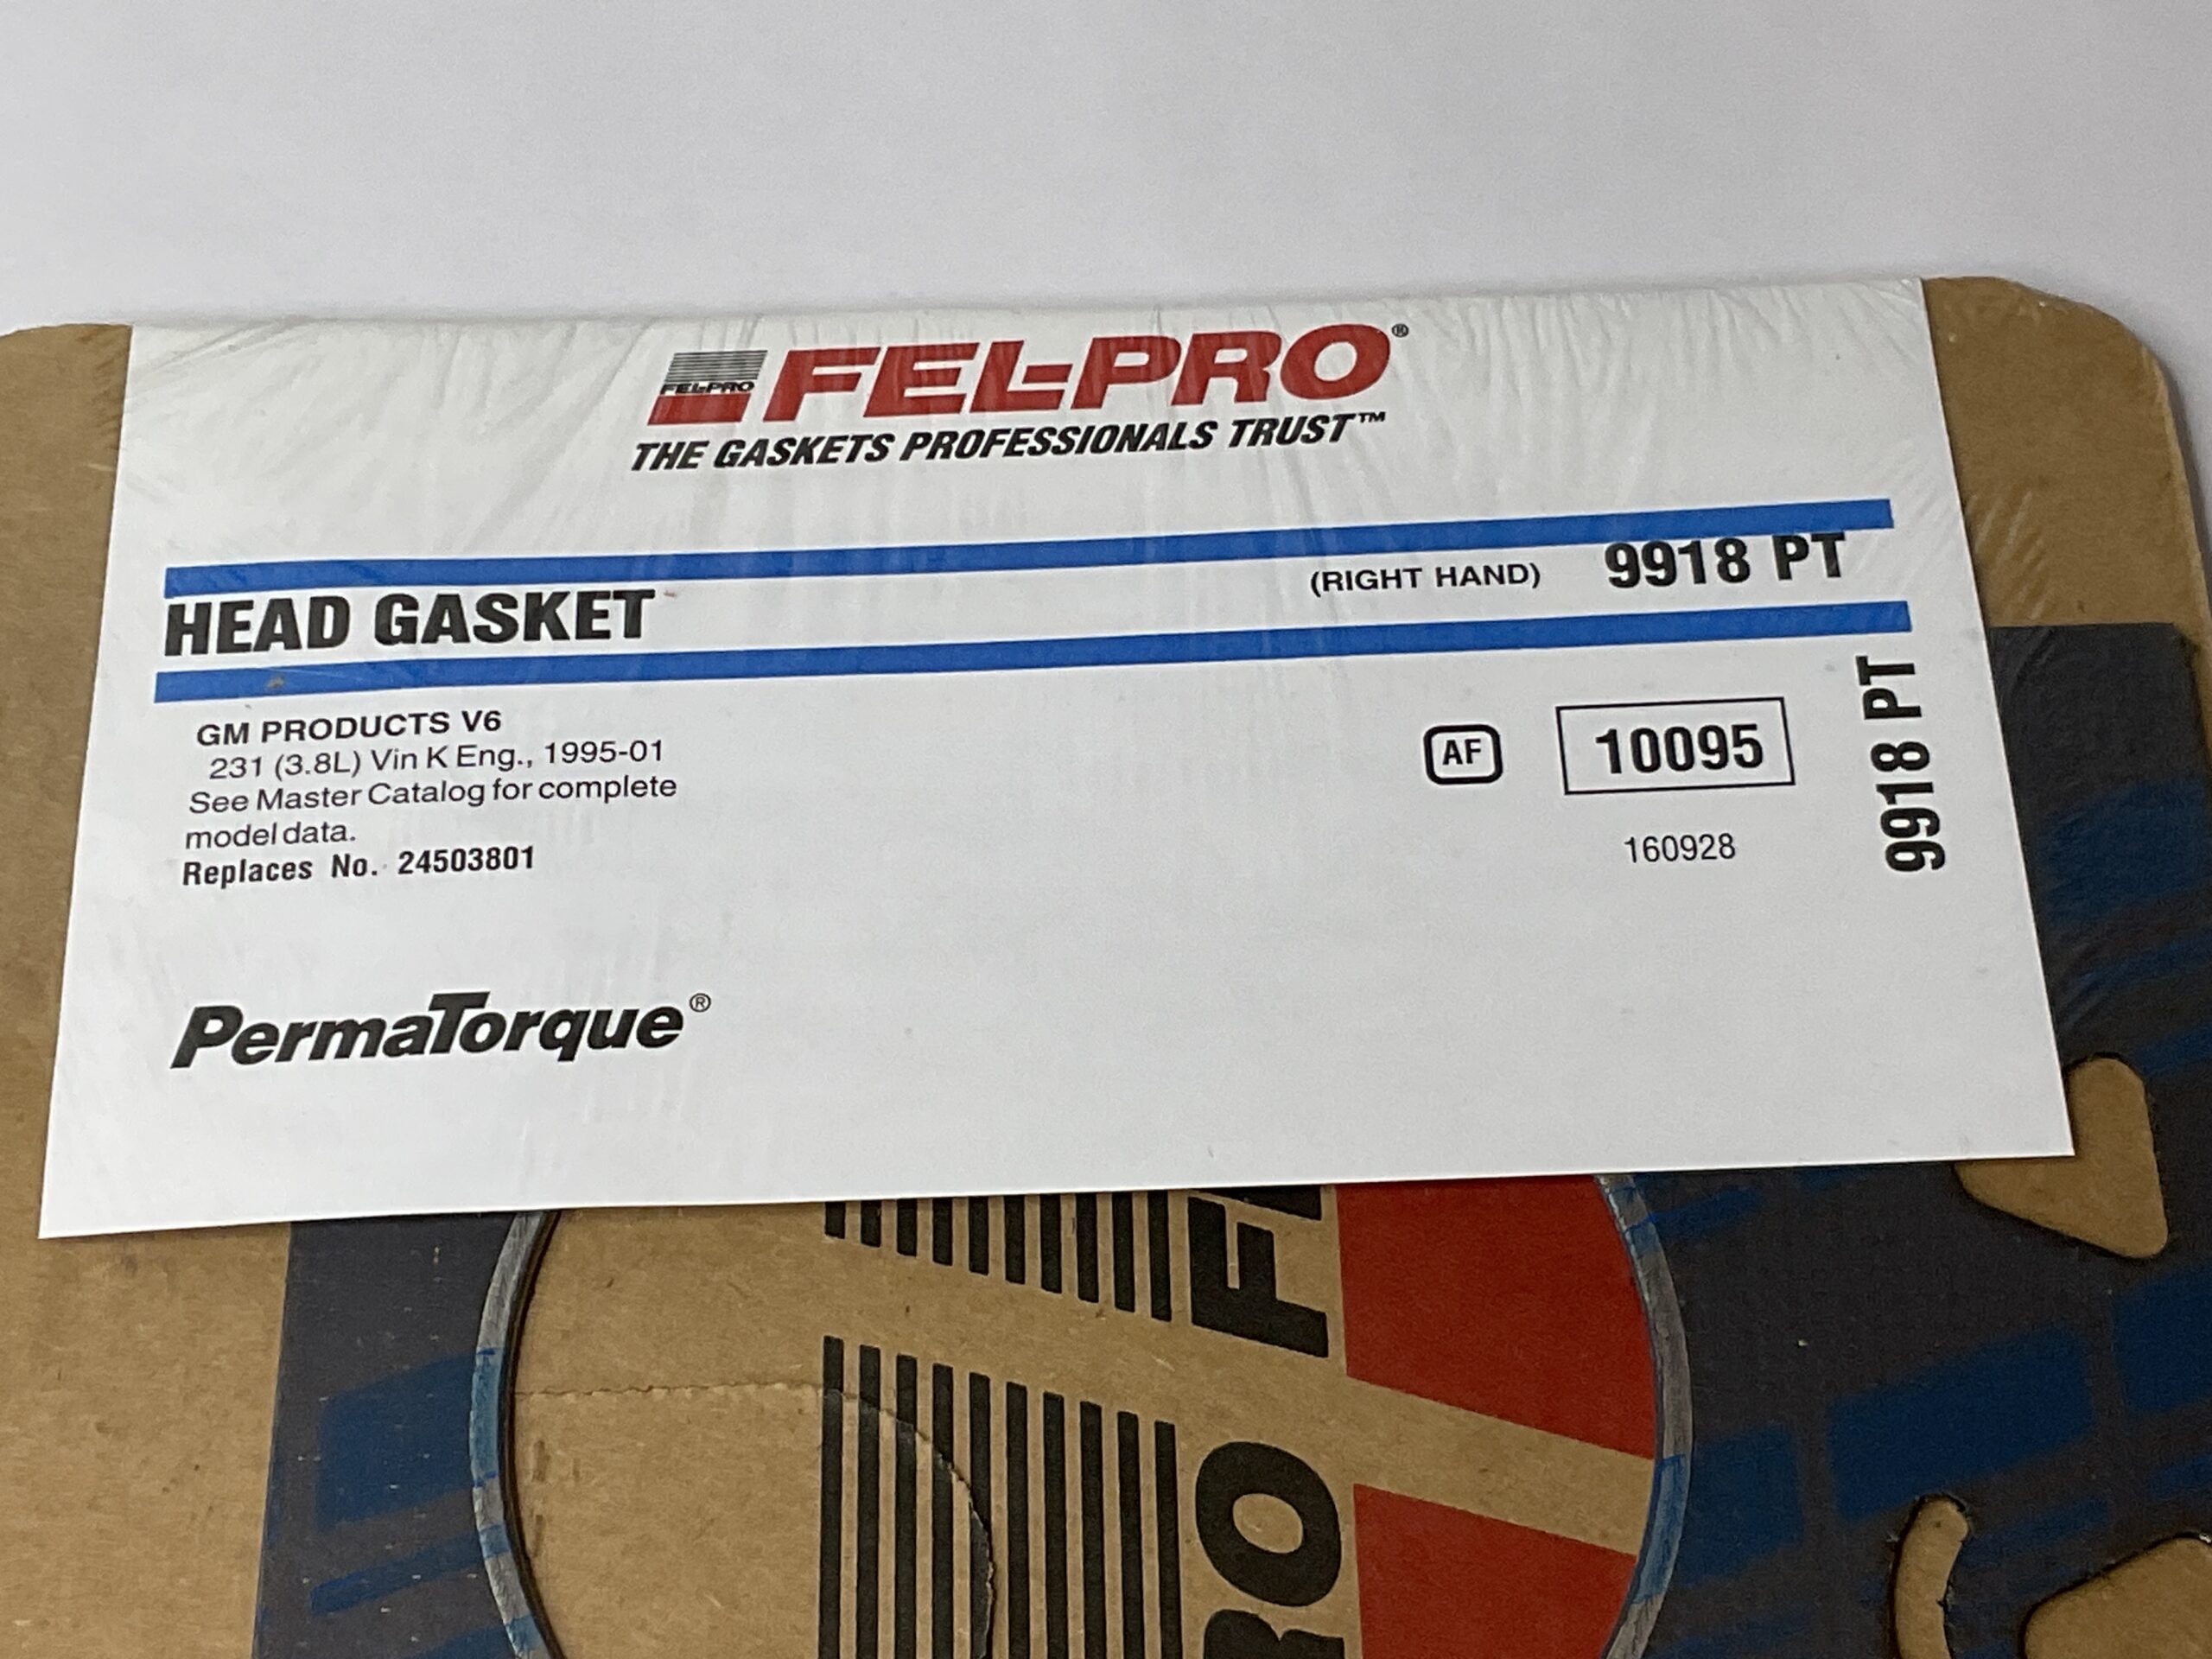 FEL-PRO
FEL-PRO®
THE GASKETS PROFESSIONALS TRUST™
HEAD GASKET (RIGHT HAND) 9918 PT
GM PRODUCTS V6
231 (3.8L) Vin K Eng., 1995-01
See Master Catalog for complete
model data.
Replaces No. 24503801
AF 10095
160928
9918 PT
PermaTorque®